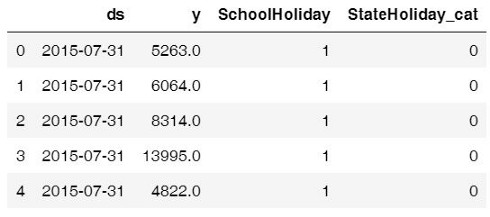 ds y SchoolHoliday StateHoliday_cat
0 2015-07-31 5263.0 1 0
1 2015-07-31 6064.0 1 0
2 2015-07-31 8314.0 1 0
3 2015-07-31 13995.0 1 0
4 2015-07-31 4822.0 1 0